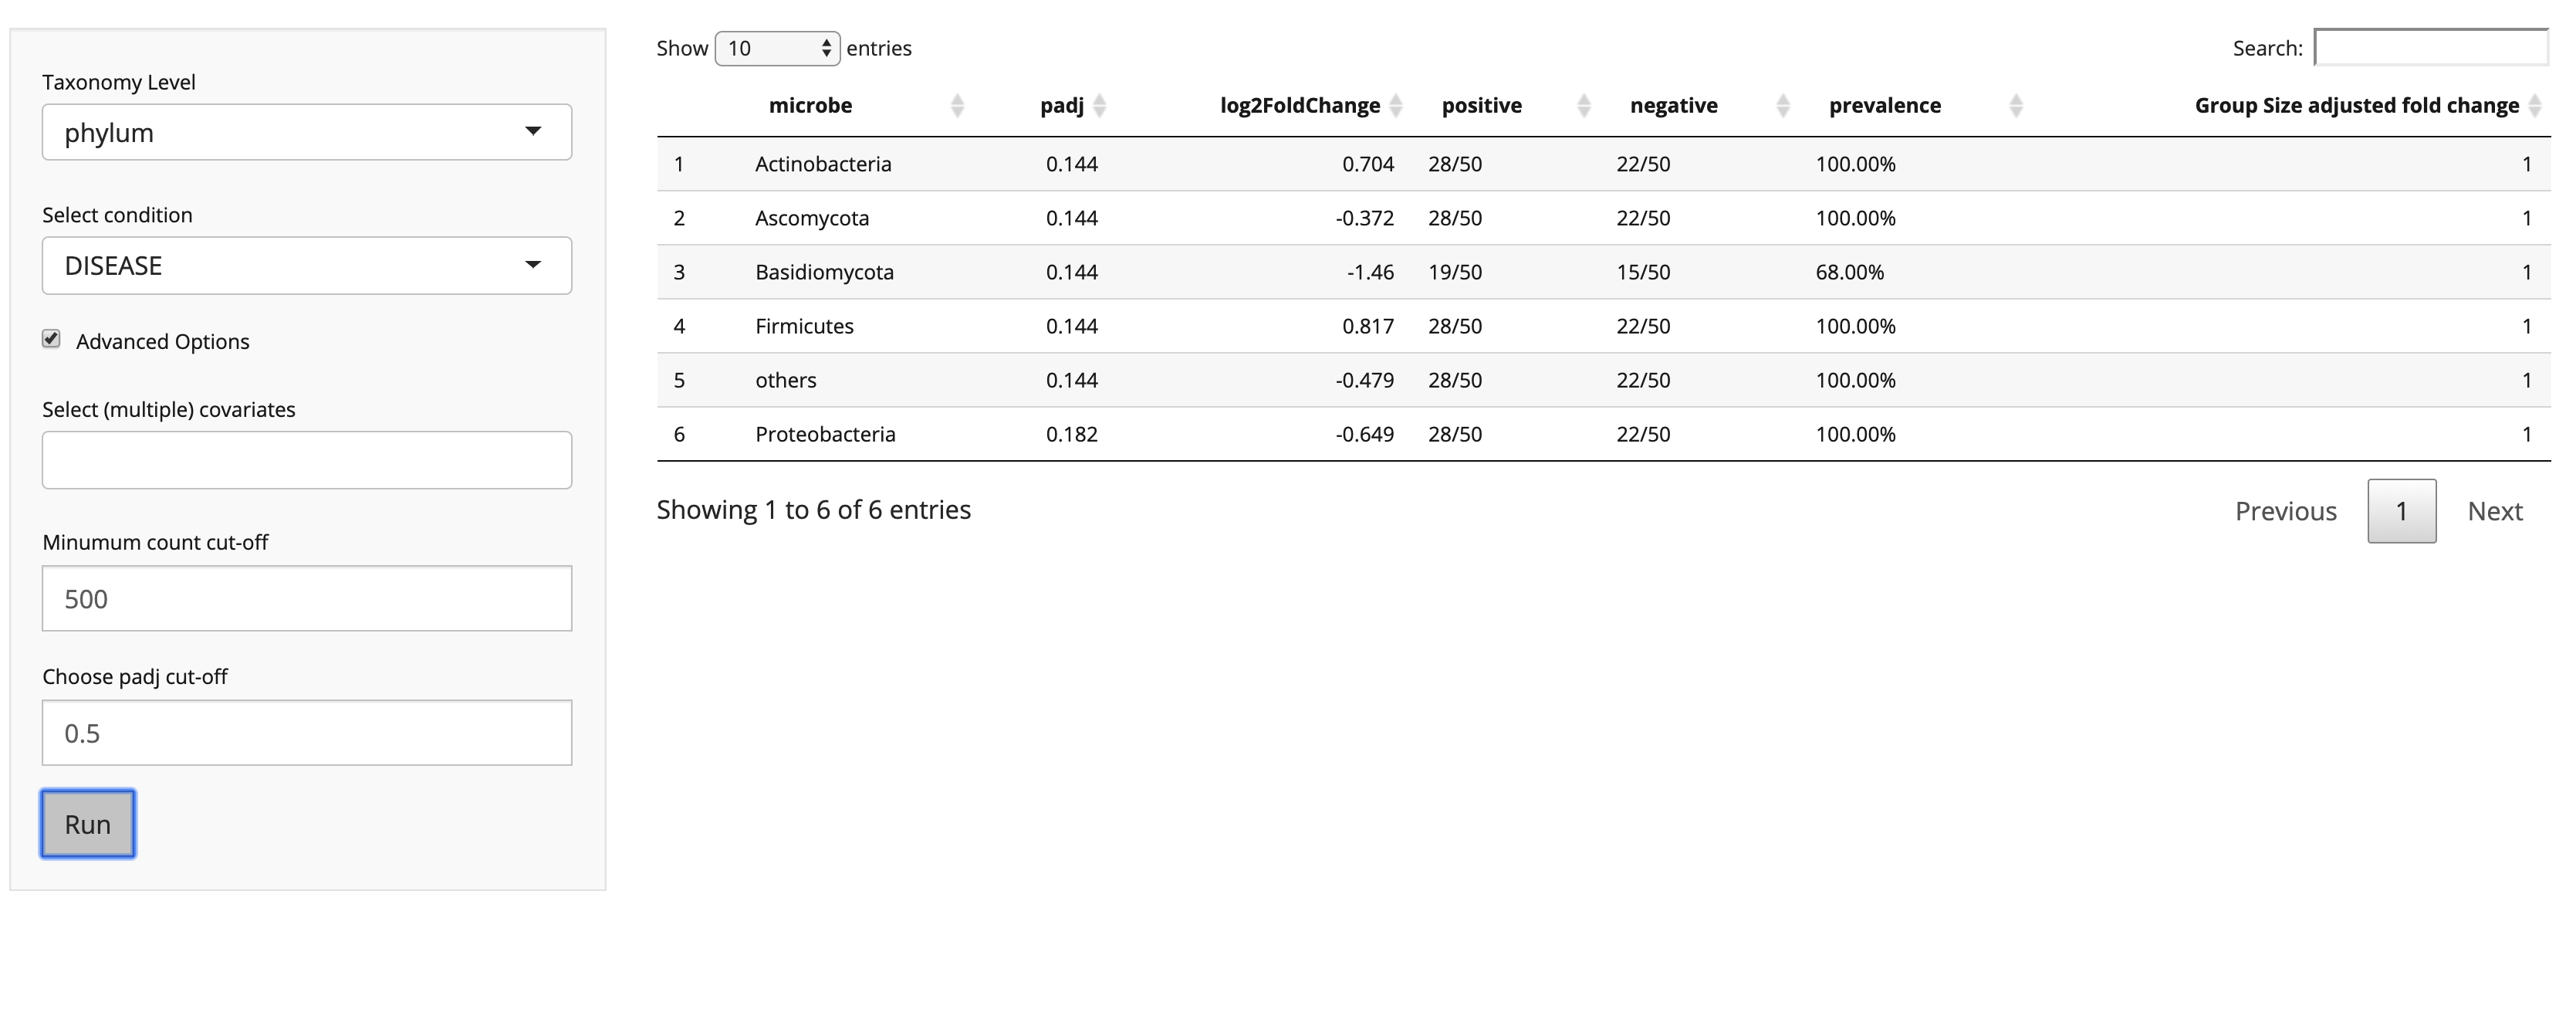 Taxonomy Level
phylum
Select condition
DISEASE
Advanced Options
Select (multiple) covariates
Minumum count cut-off
500
Choose padj cut-off
0.5
Run
Show 10 entries
Search:
microbe padj log2FoldChange positive negative prevalence Group Size adjusted fold change
1 Actinobacteria 0.144 0.704 28/50 22/50 100.00% 1
2 Ascomycota 0.144 -0.372 28/50 22/50 100.00% 1
3 Basidiomycota 0.144 -1.46 19/50 15/50 68.00% 1
4 Firmicutes 0.144 0.817 28/50 22/50 100.00% 1
5 others 0.144 -0.479 28/50 22/50 100.00% 1
6 Proteobacteria 0.182 -0.649 28/50 22/50 100.00% 1
Showing 1 to 6 of 6 entries
Previous 1 Next